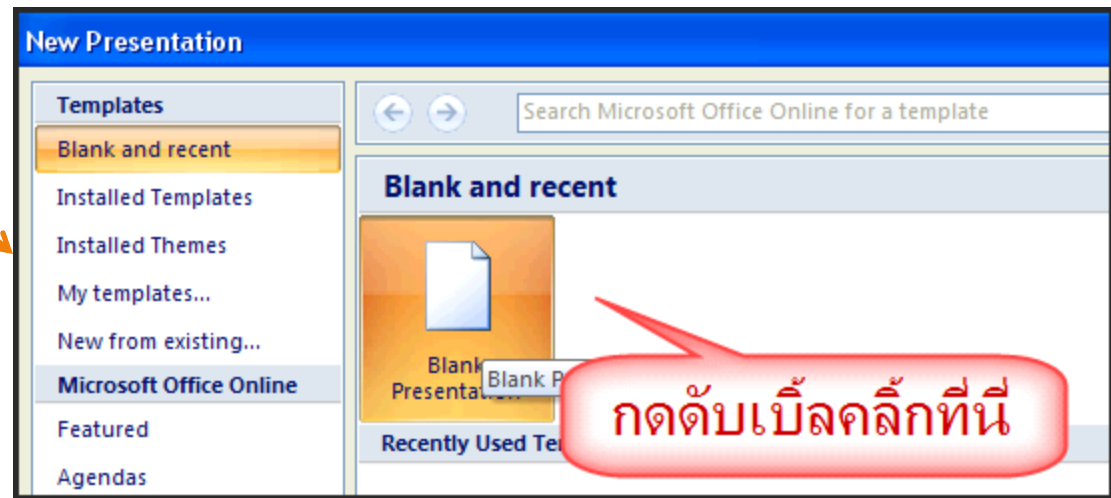 New Presentation
Templates
Blank and recent
Installed Templates
Installed Themes
My templates...
New from existing...
Microsoft Office Online
Featured
Agendas
Search Microsoft Office Online for a template
Blank and recent
Blank
Blank P
Recently Used
กดดับเบิ้ลคลิ้กที่นี่